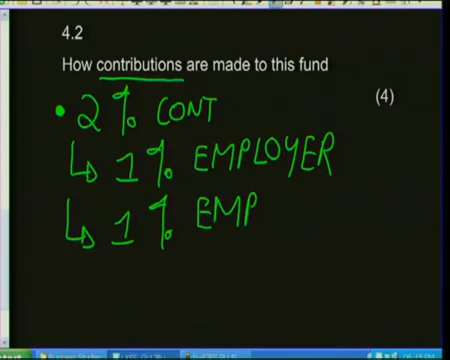 4.2
How contributions are made to this fund
(4)
• 2% CONT
↳ 1% EMPLOYER
↳ 1% EMP